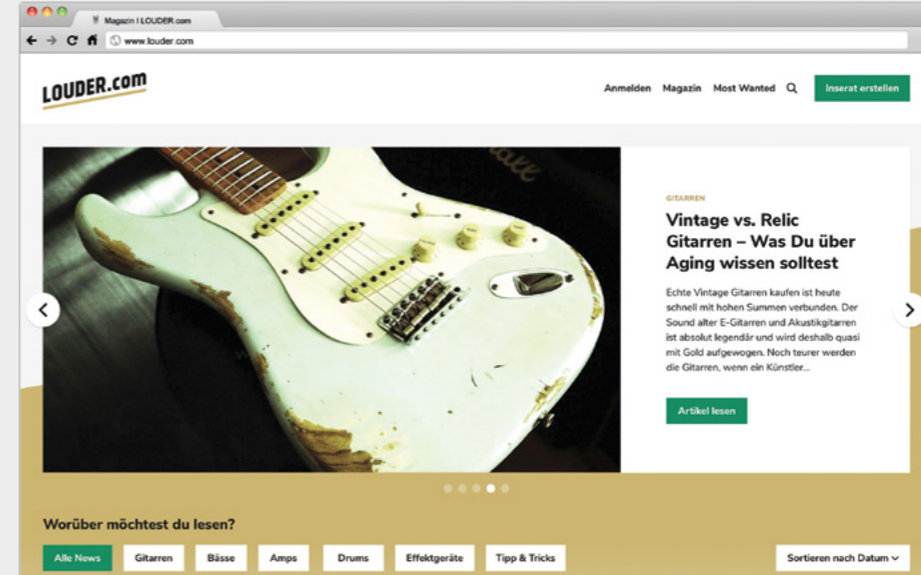 Magazin I LOUDER.com
www.louder.com
LOUDER.com
Anmelden Magazin Most Wanted Inserat erstellen
GITARREN
Vintage vs. Relic
Gitarren – Was Du über
Aging wissen solltest
Echte Vintage Gitarren kaufen ist heute
schnell mit hohen Summen verbunden. Der
Sound alter E-Gitarren und Akustikgitarren
ist absolut legendär und wird deshalb quasi
mit Gold aufgewogen. Noch teurer werden
die Gitarren, wenn ein Künstler...
Artikel lesen
Worüber möchtest du lesen?
Alle News Gitarren Bässe Amps Drums Effektgeräte Tipp & Tricks Sortieren nach Datum